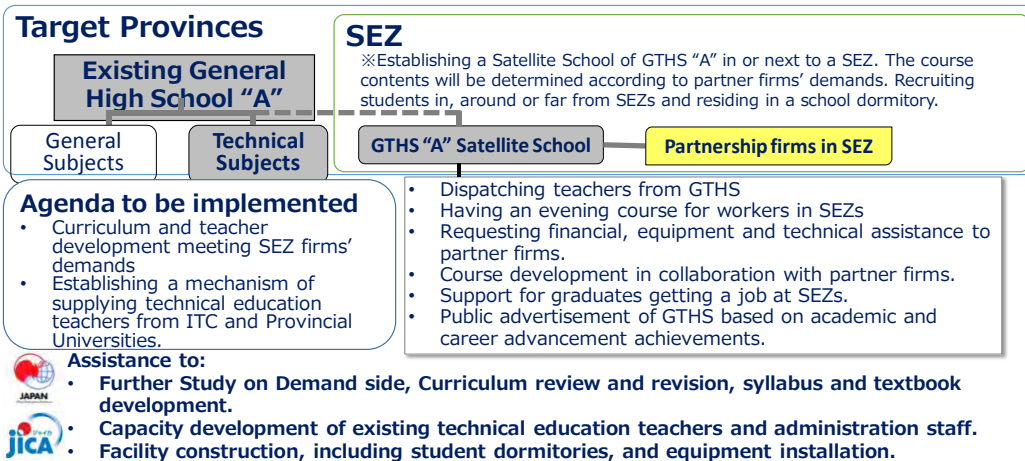 Target Provinces
Existing General
High School “A”
General
Subjects
Technical
Subjects
SEZ
※Establishing a Satellite School of GTHS “A” in or next to a SEZ. The course
contents will be determined according to partner firms’ demands. Recruiting
students in, around or far from SEZs and residing in a school dormitory.
GTHS “A” Satellite School
Partnership firms in SEZ
Agenda to be implemented
• Curriculum and teacher
development meeting SEZ firms’
demands
• Establishing a mechanism of
supplying technical education
teachers from ITC and Provincial
Universities.
• Dispatching teachers from GTHS
• Having an evening course for workers in SEZs
• Requesting financial, equipment and technical assistance to
partner firms.
• Course development in collaboration with partner firms.
• Support for graduates getting a job at SEZs.
• Public advertisement of GTHS based on academic and
career advancement achievements.
JAPAN
ジャイカ
jICA
Assistance to:
• Further Study on Demand side, Curriculum review and revision, syllabus and textbook
development.
• Capacity development of existing technical education teachers and administration staff.
• Facility construction, including student dormitories, and equipment installation.